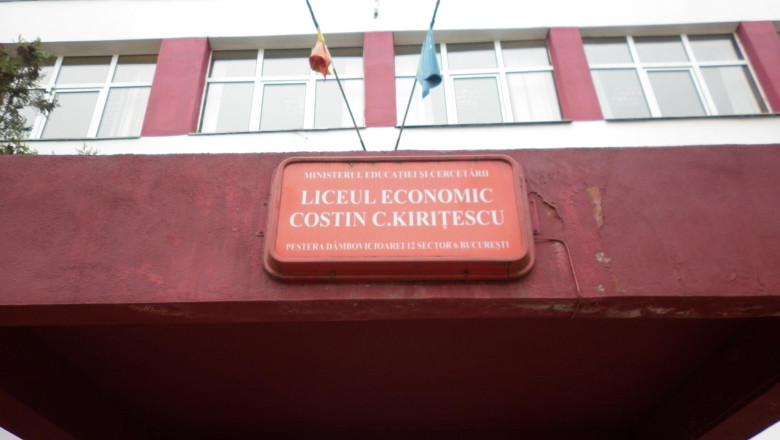 MINISTERUL EDUCAȚIEI ȘI CERCETĂRII
LICEUL ECONOMIC
COSTIN C.KIRIȚESCU
PEȘTERA DÂMBOVICIOAREI 12 SECTOR 6 BUCUREȘTI